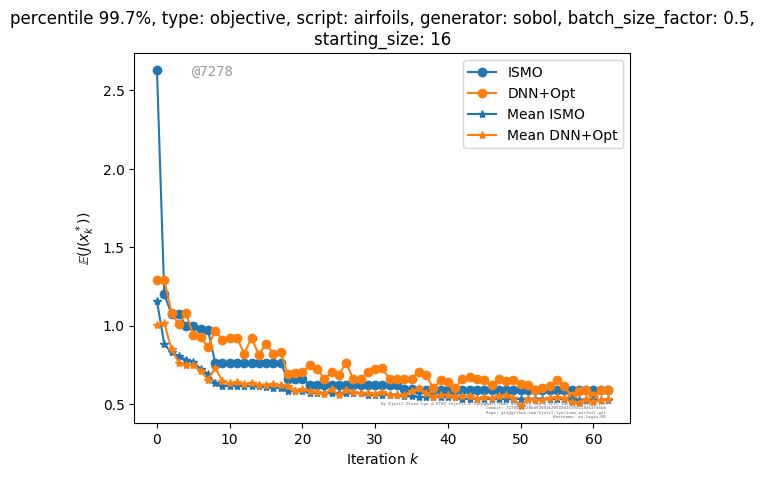 percentile 99.7%, type: objective, script: airfoils, generator: sobol, batch_size_factor: 0.5,
starting_size: 16
@7278
ISMO
DNN+Opt
Mean ISMO
Mean DNN+Opt
𝔼(J(x*k))
2.5
2.0
1.5
1.0
0.5
0
10
20
30
40
50
60
Iteration k